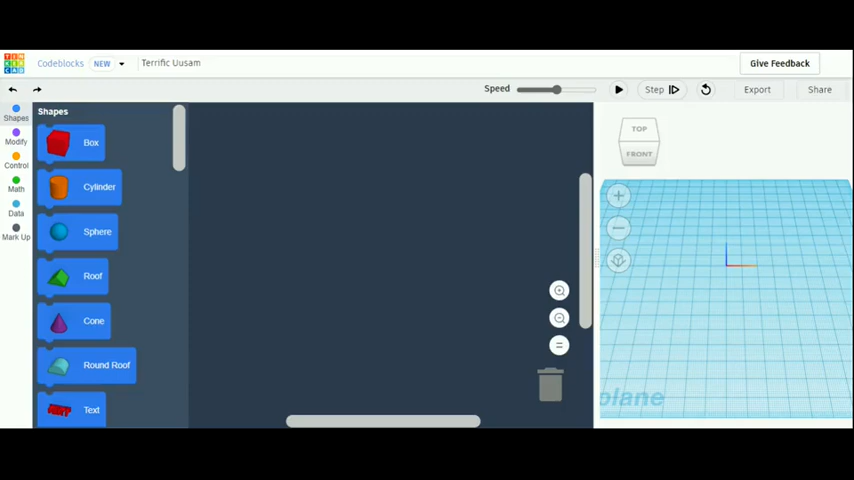 TIN
KER
CAD
Codeblocks NEW Terrific Uusam Give Feedback
Speed Step Export Share
Shapes
Modify
Control
Math
Data
Mark Up
Shapes
Box
Cylinder
Sphere
Roof
Cone
Round Roof
Text
TOP
FRONT
plane